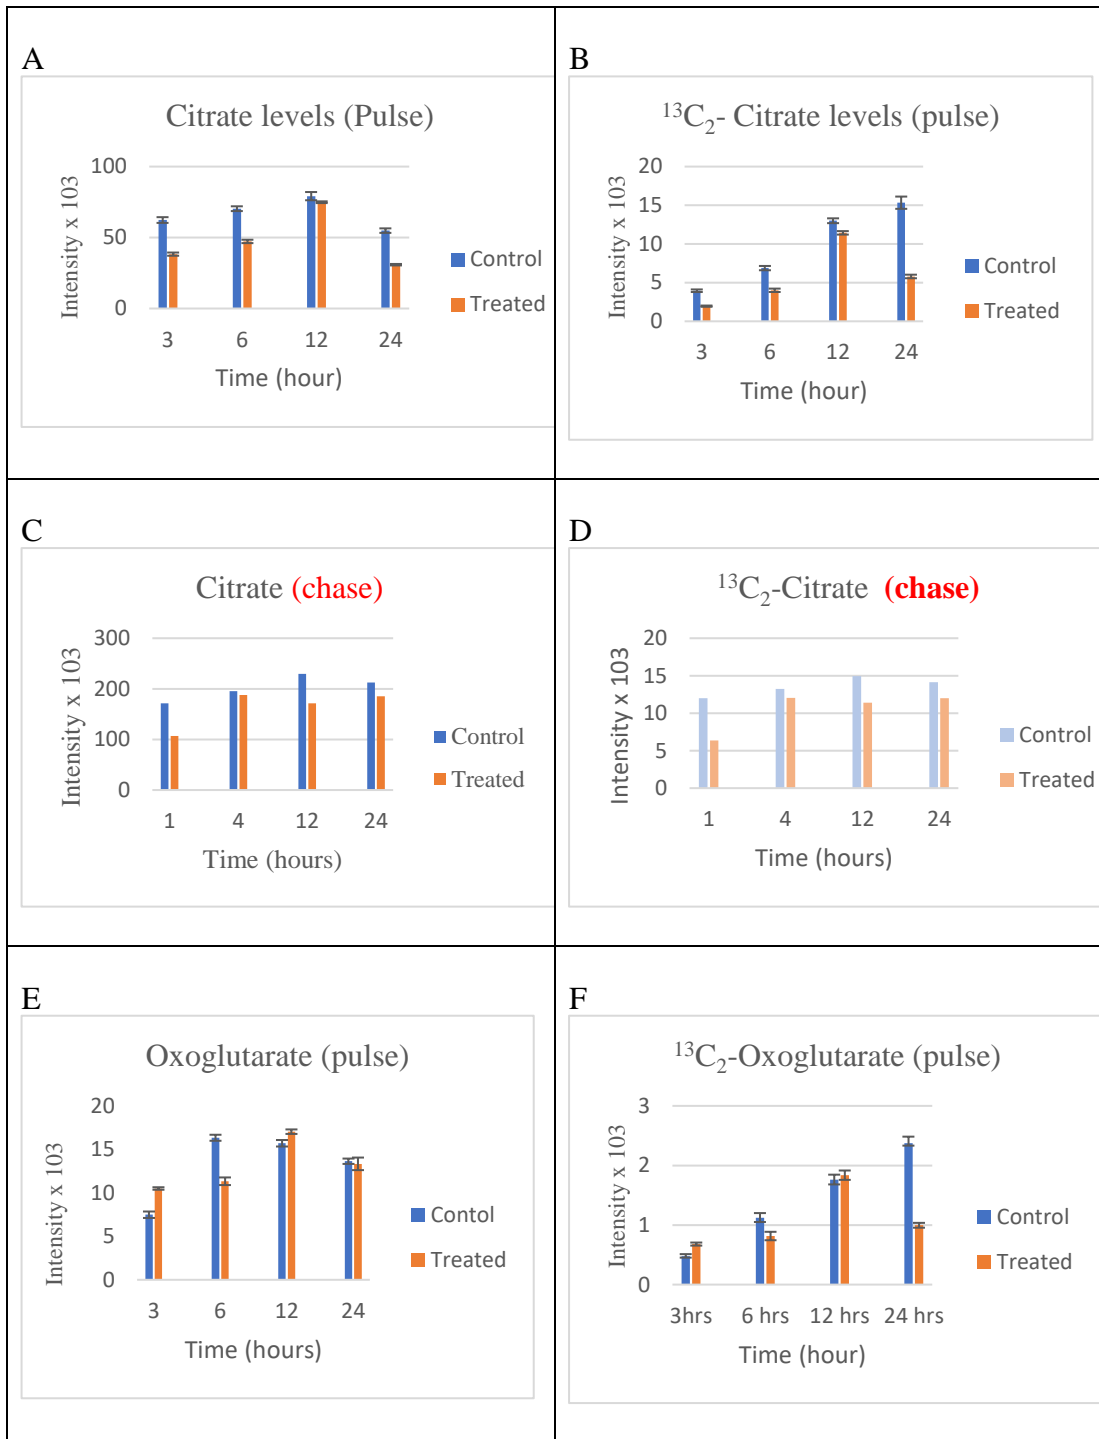 A
Citrate levels (Pulse)
100
50
0
Intensity x 103
3 6 12 24
Time (hour)
Control
Treated
B
¹³C₂- Citrate levels (pulse)
20
15
10
5
0
Intensity x 103
3 6 12 24
Time (hour)
Control
Treated
C
Citrate (chase)
300
200
100
0
Intensity x 103
1 4 12 24
Time (hours)
Control
Treated
D
¹³C₂-Citrate (chase)
20
15
10
5
0
Intensity x 103
1 4 12 24
Time (hours)
Control
Treated
E
Oxoglutarate (pulse)
20
15
10
5
0
Intensity x 103
3 6 12 24
Time (hours)
Contol
Treated
F
¹³C₂-Oxoglutarate (pulse)
3
2
1
0
Intensity x 103
3hrs 6 hrs 12 hrs 24 hrs
Time (hour)
Control
Treated